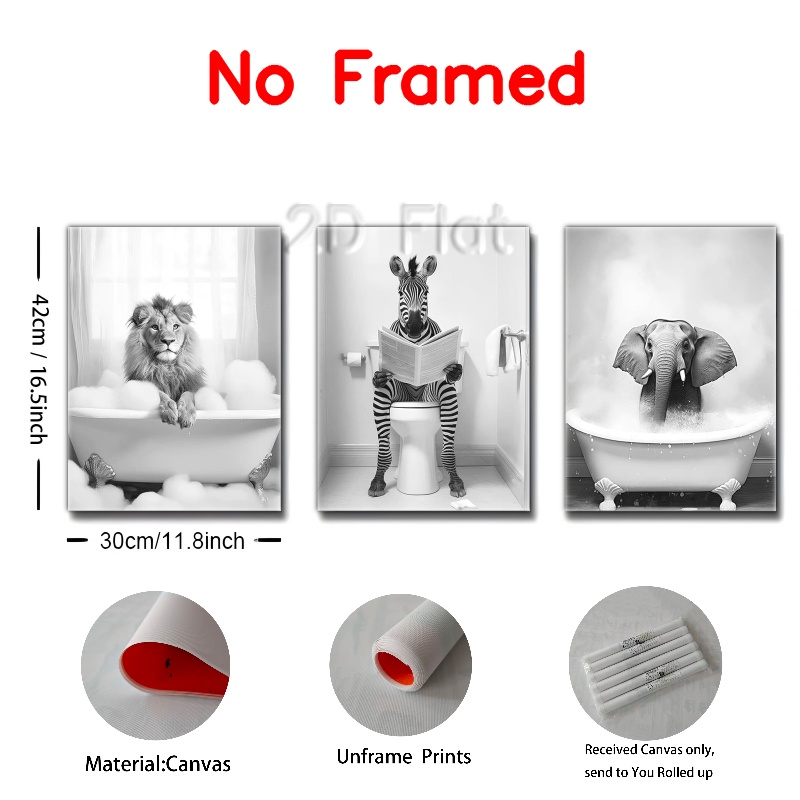 No Framed
2D Flat
42cm / 16.5inch
30cm/11.8inch
Material:Canvas
Unframe Prints
Received Canvas only,
send to You Rolled up